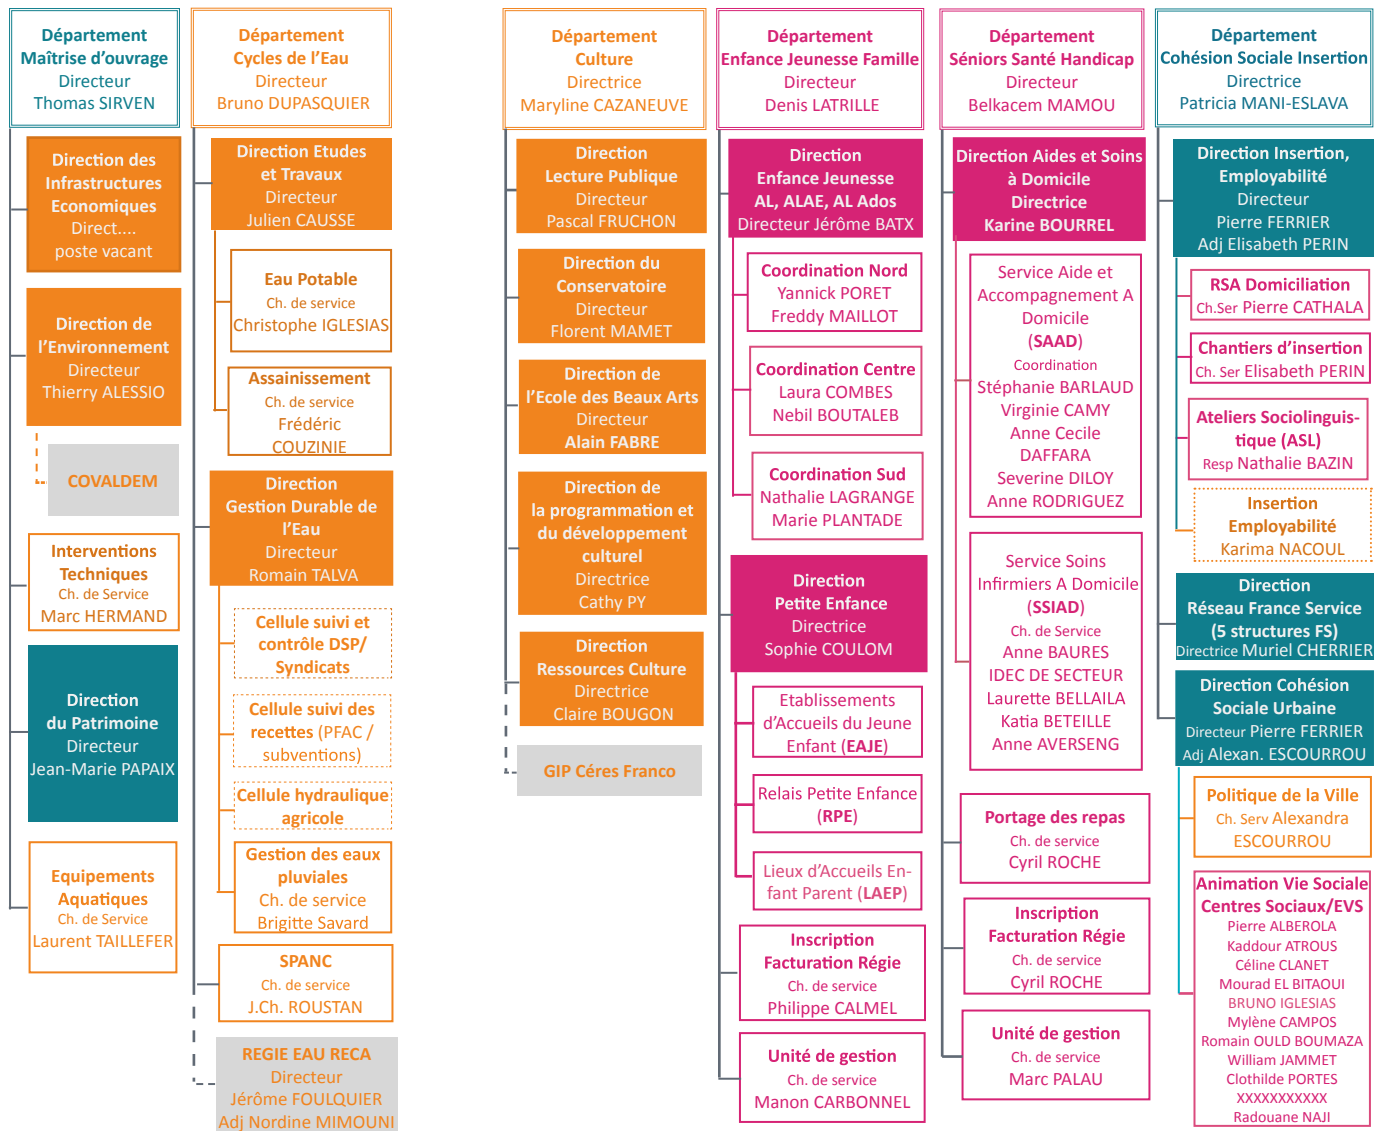 Département
Maîtrise d'ouvrage
Directeur
Thomas SIRVEN
Direction des
Infrastructures
Economiques
Direct....
poste vacant
Direction de
l'Environnement
Directeur
Thierry ALESSIO
COVALDEM
Interventions
Techniques
Ch. de Service
Marc HERMAND
Direction
du Patrimoine
Directeur
Jean-Marie PAPAIX
Equipements
Aquatiques
Ch. de Service
Laurent TAILLEFER
Département
Cycles de l'Eau
Directeur
Bruno DUPASQUIER
Direction Etudes
et Travaux
Directeur
Julien CAUSSE
Eau Potable
Ch. de service
Christophe IGLESIAS
Assainissement
Ch. de service
Frédéric
COUZINIE
Direction
Gestion Durable de
l'Eau
Directeur
Romain TALVA
Cellule suivi et
contrôle DSP/
Syndicats
Cellule suivi des
recettes (PFAC /
subventions)
Cellule hydraulique
agricole
Gestion des eaux
pluviales
Ch. de service
Brigitte Savard
SPANC
Ch. de service
J.Ch. ROUSTAN
REGIE EAU RECA
Directeur
Jérôme FOULQUIER
Adj Nordine MIMOUNI
Département
Culture
Directrice
Maryline CAZANEUVE
Direction
Lecture Publique
Directeur
Pascal FRUCHON
Direction du
Conservatoire
Directeur
Florent MAMET
Direction de
l'Ecole des Beaux Arts
Directeur
Alain FABRE
Direction de
la programmation et
du développement
culturel
Directrice
Cathy PY
Direction
Ressources Culture
Directrice
Claire BOUGON
GIP Céres Franco
Département
Enfance Jeunesse Famille
Directeur
Denis LATRILLE
Direction
Enfance Jeunesse
AL, ALAE, AL Ados
Directeur Jérôme BATX
Coordination Nord
Yannick PORET
Freddy MAILLOT
Coordination Centre
Laura COMBES
Nebil BOUTALEB
Coordination Sud
Nathalie LAGRANGE
Marie PLANTADE
Direction
Petite Enfance
Directrice
Sophie COULOM
Etablissements
d'Accueils du Jeune
Enfant (EAJE)
Relais Petite Enfance
(RPE)
Lieux d'Accueils En-
fant Parent (LAEP)
Inscription
Facturation Régie
Ch. de service
Philippe CALMEL
Unité de gestion
Ch. de service
Manon CARBONNEL
Département
Séniors Santé Handicap
Directeur
Belkacem MAMOU
Direction Aides et Soins
à Domicile
Directrice
Karine BOURREL
Service Aide et
Accompagnement A
Domicile
(SAAD)
Coordination
Stéphanie BARLAUD
Virginie CAMY
Anne Cecile
DAFFARA
Severine DILOY
Anne RODRIGUEZ
Service Soins
Infirmiers A Domicile
(SSIAD)
Ch. de Service
Anne BAURES
IDEC DE SECTEUR
Laurette BELLAILA
Katia BETEILLE
Anne AVERSENG
Portage des repas
Ch. de service
Cyril ROCHE
Inscription
Facturation Régie
Ch. de service
Cyril ROCHE
Unité de gestion
Ch. de service
Marc PALAU
Département
Cohésion Sociale Insertion
Directrice
Patricia MANI-ESLAVA
Direction Insertion,
Employabilité
Directeur
Pierre FERRIER
Adj Elisabeth PERIN
RSA Domiciliation
Ch.Ser Pierre CATHALA
Chantiers d'insertion
Ch. Ser Elisabeth PERIN
Ateliers Sociolinguis-
tique (ASL)
Resp Nathalie BAZIN
Insertion
Employabilité
Karima NACOUL
Direction
Réseau France Service
(5 structures FS)
Directrice Muriel CHERRIER
Direction Cohésion
Sociale Urbaine
Directeur Pierre FERRIER
Adj Alexan. ESCOURROU
Politique de la Ville
Ch. Serv Alexandra
ESCOURROU
Animation Vie Sociale
Centres Sociaux/EVS
Pierre ALBEROLA
Kaddour ATROUS
Céline CLANET
Mourad EL BITAOUI
BRUNO IGLESIAS
Mylène CAMPOS
Romain OULD BOUMAZA
William JAMMET
Clothilde PORTES
XXXXXXXXXXX
Radouane NAJI